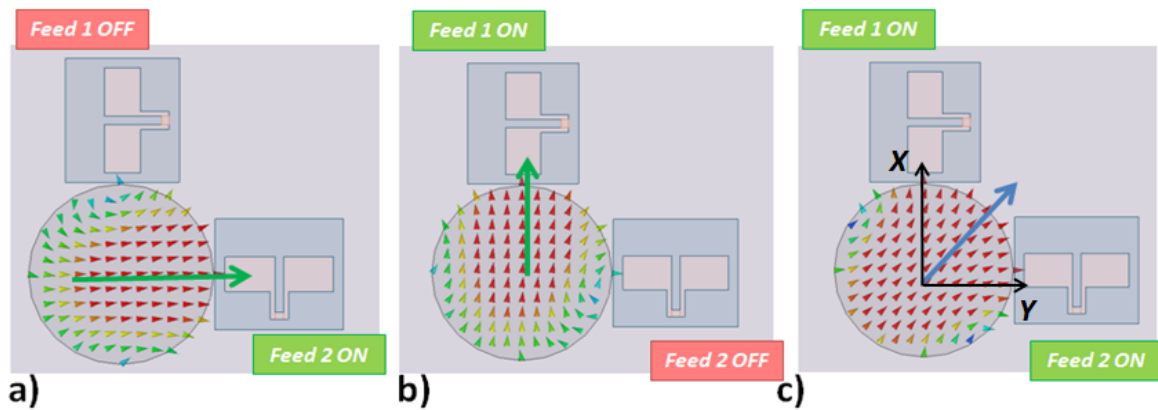 Feed 1 OFF
Feed 2 ON
a)
Feed 1 ON
Feed 2 OFF
b)
Feed 1 ON
X
Y
Feed 2 ON
c)